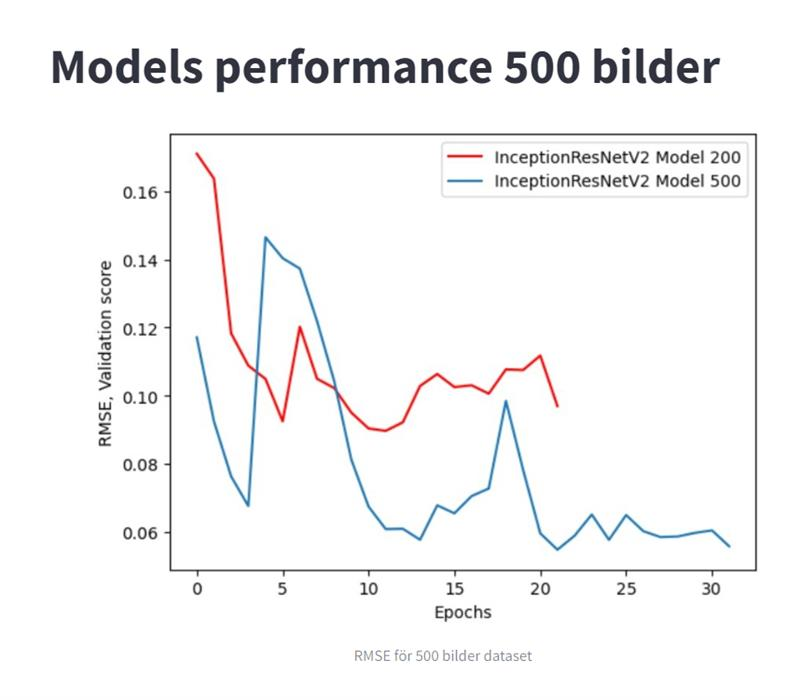 Models performance 500 bilder
InceptionResNetV2 Model 200
InceptionResNetV2 Model 500
RMSE, Validation score
0.16
0.14
0.12
0.10
0.08
0.06
0 5 10 15 20 25 30
Epochs
RMSE för 500 bilder dataset